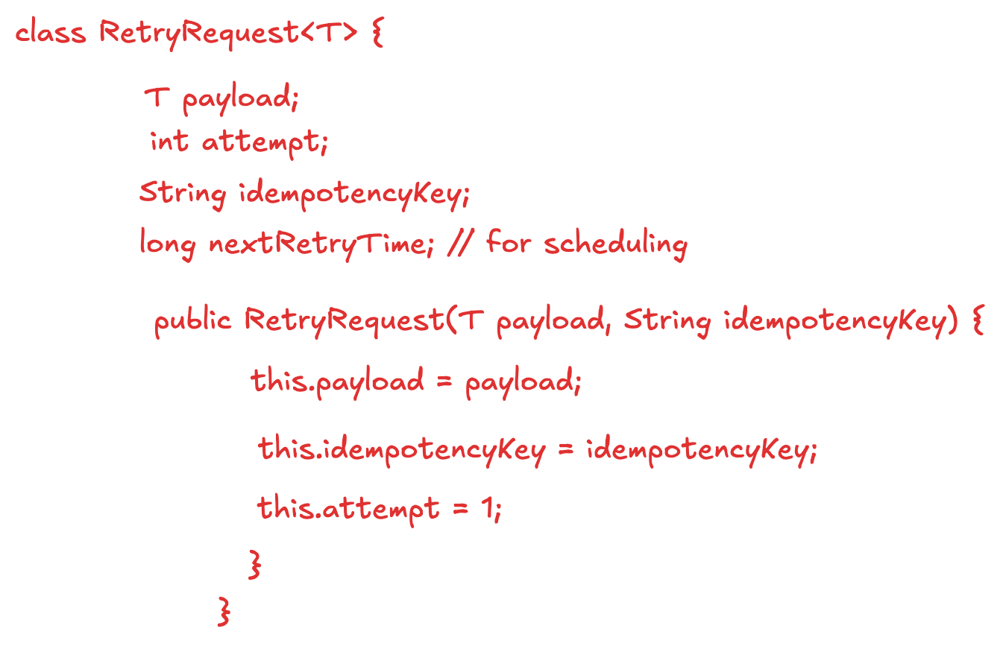 class RetryRequest<T> {
T payload;
int attempt;
String idempotencyKey;
long nextRetryTime; // for scheduling
public RetryRequest(T payload, String idempotencyKey) {
this.payload = payload;
this.idempotencyKey = idempotencyKey;
this.attempt = 1;
}
}